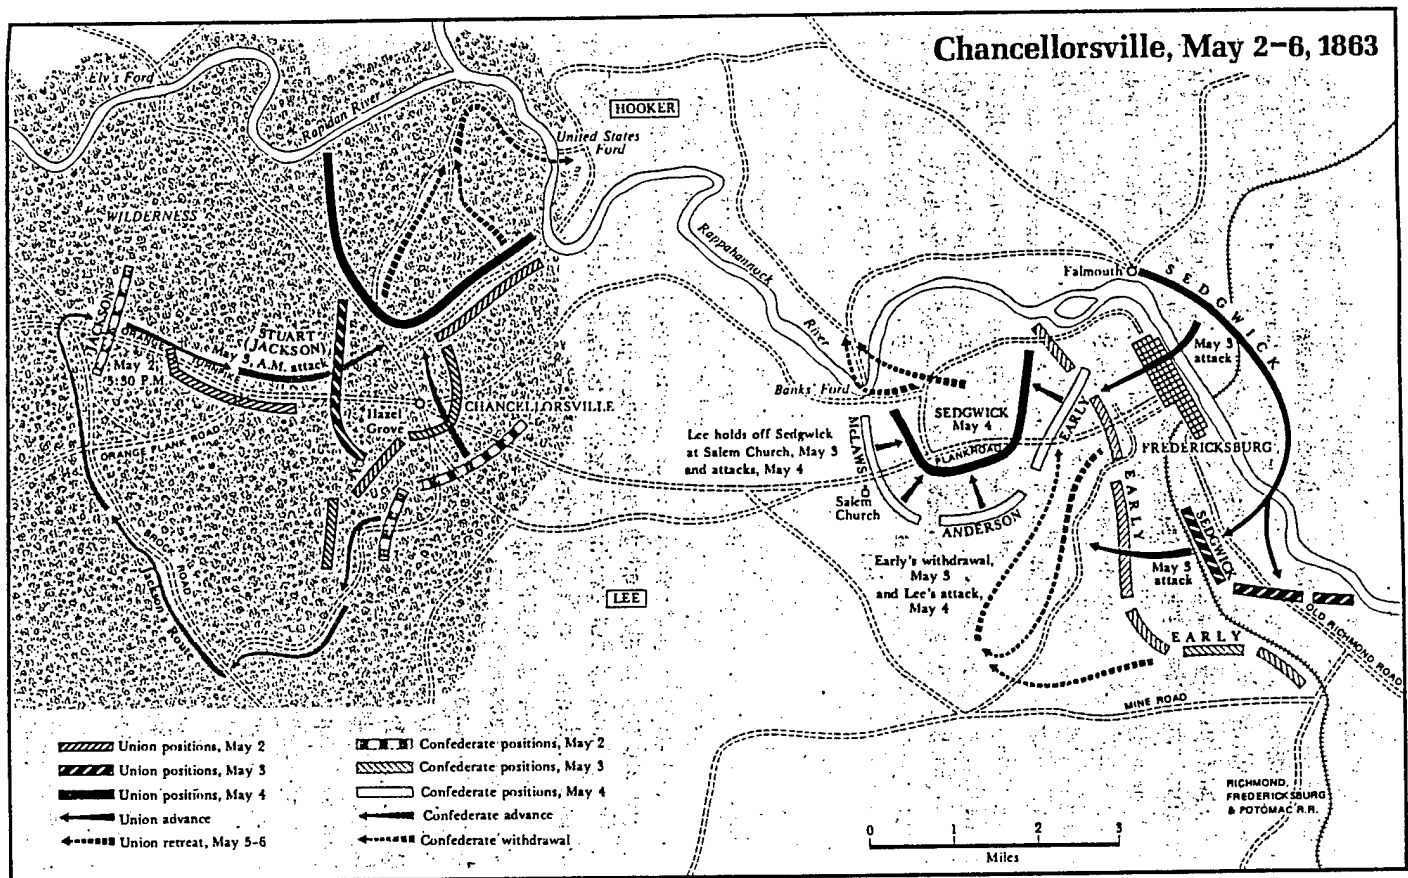 Chancellorsville, May 2–6, 1863
Ely's Ford
Rapidan River
HOOKER
United States
Ford
WILDERNESS
Rappahannock
River
Falmouth
SEDGWICK
JACKSON
May 2,
5:30 P.M.
ORANGE TURNPIKE
STUART
(JACKSON)
May 3,
A.M. attack
May 3
attack
Banks' Ford
Hazel
Grove
CHANCELLORSVILLE
ORANGE PLANK ROAD
SEDGWICK
May 4
EARLY
Lee holds off Sedgwick
at Salem Church, May 3
and attacks, May 4
McLAWS
PLANK ROAD
FREDERICKSBURG
Salem
Church
ANDERSON
EARLY
SEDGWICK
BROCK ROAD
Jackson's Route
Early's withdrawal,
May 3
and Lee's attack,
May 4
May 3
attack
LEE
OLD RICHMOND ROAD
EARLY
MINE ROAD
Union positions, May 2
Union positions, May 3
Union positions, May 4
Union advance
Union retreat, May 5-6
Confederate positions, May 2
Confederate positions, May 3
Confederate positions, May 4
Confederate advance
Confederate withdrawal
RICHMOND,
FREDERICKSBURG
& POTOMAC R.R.
0 1 2 3
Miles